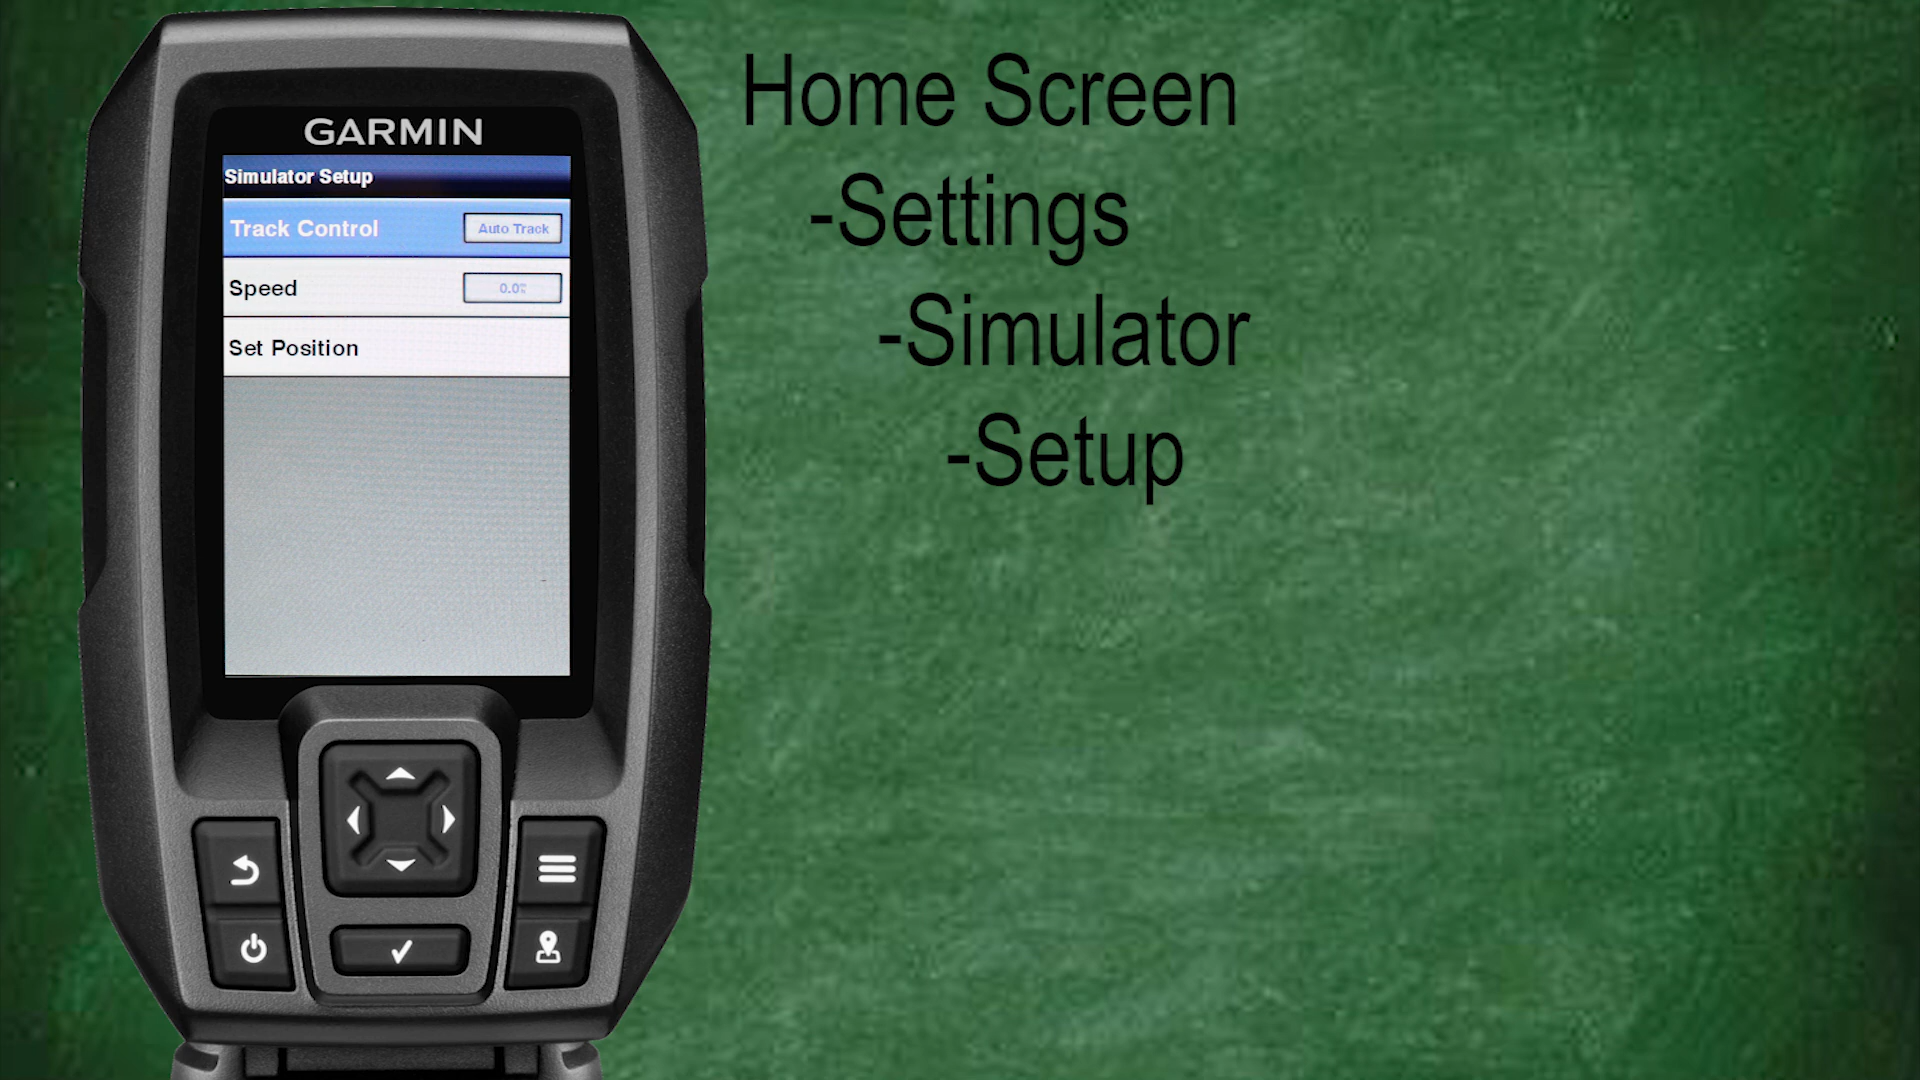 GARMIN
Simulator Setup
Track Control Auto Track
Speed
Set Position
Home Screen
-Settings
-Simulator
-Setup